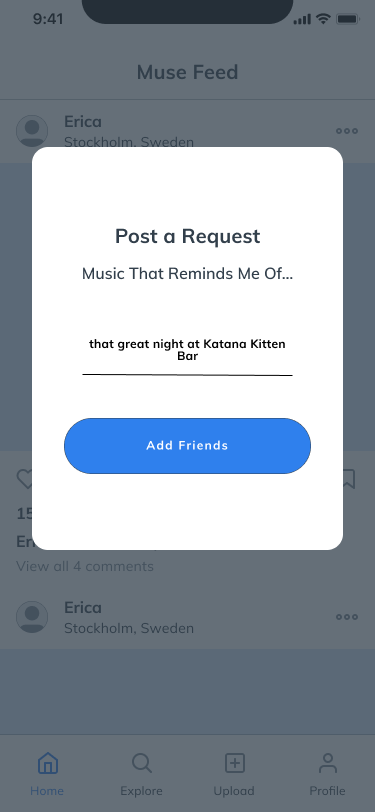 9:41
Muse Feed
Erica
Stockholm, Sweden
Post a Request
Music That Reminds Me Of...
that great night at Katana Kitten
Bar
Add Friends
15
View all 4 comments
Erica
Stockholm, Sweden
Home Explore Upload Profile